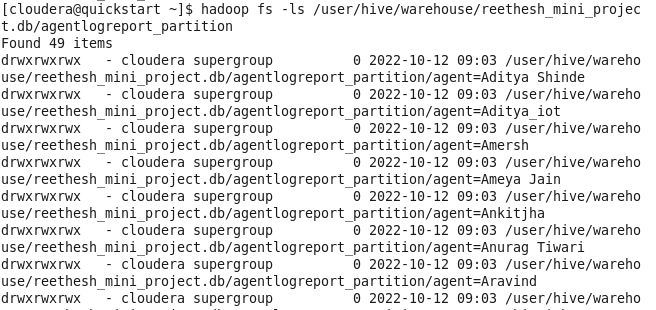 [cloudera@quickstart ~]$ hadoop fs -ls /user/hive/warehouse/reethesh_mini_projec
t.db/agentlogreport_partition
Found 49 items
drwxrwxrwx   - cloudera supergroup          0 2022-10-12 09:03 /user/hive/wareho
use/reethesh_mini_project.db/agentlogreport_partition/agent=Aditya Shinde
drwxrwxrwx   - cloudera supergroup          0 2022-10-12 09:03 /user/hive/wareho
use/reethesh_mini_project.db/agentlogreport_partition/agent=Aditya_iot
drwxrwxrwx   - cloudera supergroup          0 2022-10-12 09:03 /user/hive/wareho
use/reethesh_mini_project.db/agentlogreport_partition/agent=Amersh
drwxrwxrwx   - cloudera supergroup          0 2022-10-12 09:03 /user/hive/wareho
use/reethesh_mini_project.db/agentlogreport_partition/agent=Ameya Jain
drwxrwxrwx   - cloudera supergroup          0 2022-10-12 09:03 /user/hive/wareho
use/reethesh_mini_project.db/agentlogreport_partition/agent=Ankitjha
drwxrwxrwx   - cloudera supergroup          0 2022-10-12 09:03 /user/hive/wareho
use/reethesh_mini_project.db/agentlogreport_partition/agent=Anurag Tiwari
drwxrwxrwx   - cloudera supergroup          0 2022-10-12 09:03 /user/hive/wareho
use/reethesh_mini_project.db/agentlogreport_partition/agent=Aravind
drwxrwxrwx   - cloudera supergroup          0 2022-10-12 09:03 /user/hive/wareho